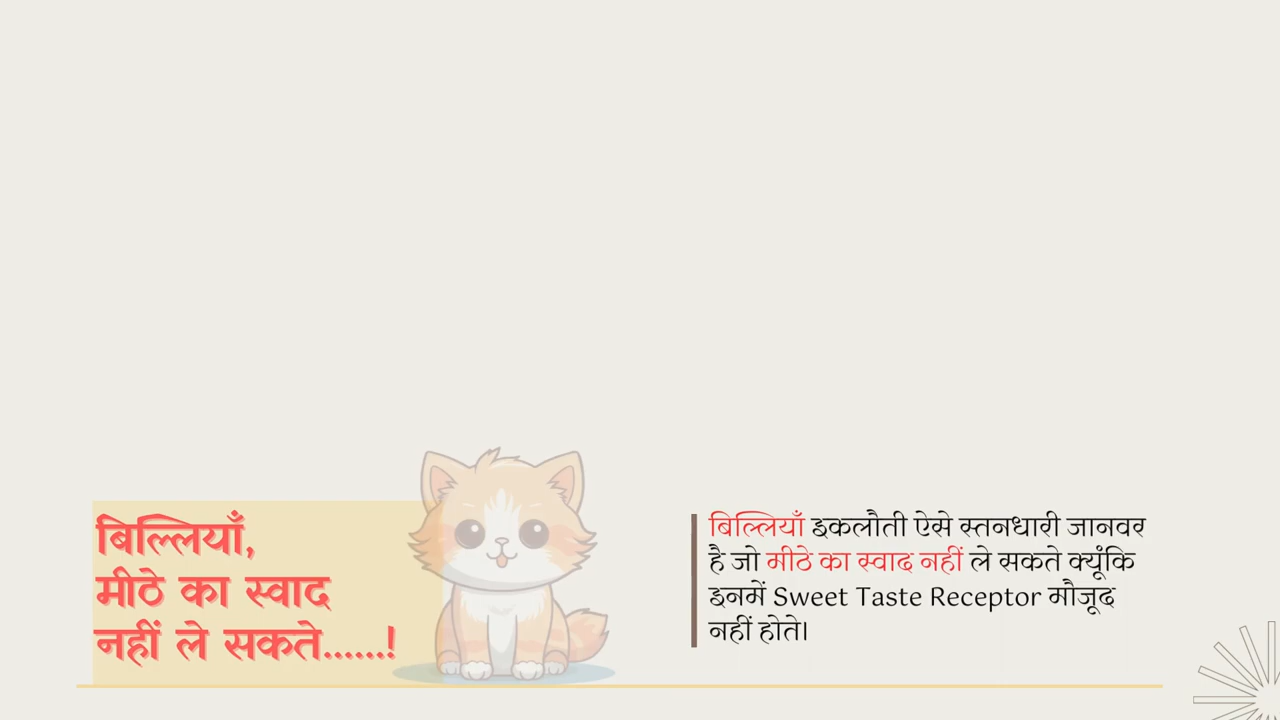 बिल्लियाँ,
मीठे का स्वाद
नहीं ले सकते......!
बिल्लियाँ इकलौती ऐसे स्तनधारी जानवर
है जो मीठे का स्वाद नहीं ले सकते क्यूंकि
इनमें Sweet Taste Receptor मौजूद
नहीं होते।